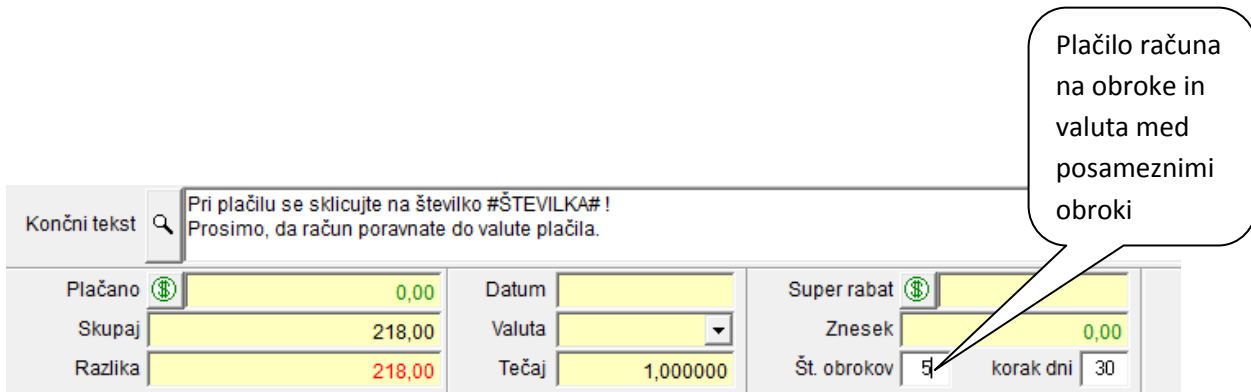 Plačilo računa
na obroke in
valuta med
posameznimi
obroki
Končni tekst Pri plačilu se sklicujte na številko #ŠTEVILKA# !
Prosimo, da račun poravnate do valute plačila.
Plačano 0,00 Datum Super rabat
Skupaj 218,00 Valuta Znesek 0,00
Razlika 218,00 Tečaj 1,000000 Št. obrokov 5 korak dni 30